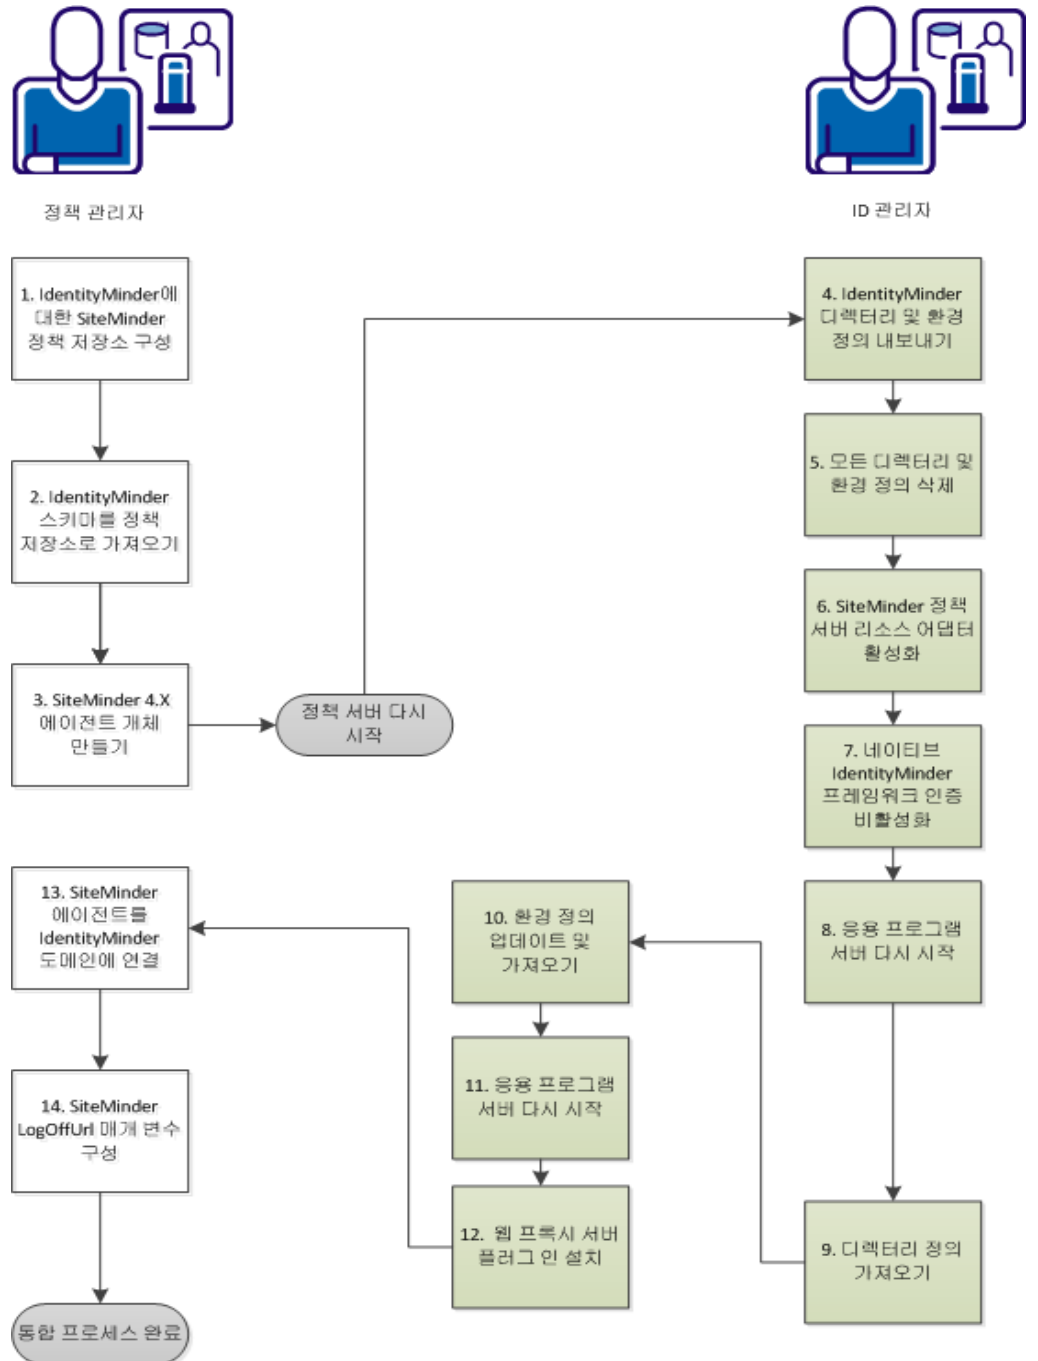 정책 관리자
ID 관리자
1. IdentityMinder에
대한 SiteMinder
정책 저장소 구성
2. IdentityMinder
스키마를 정책
저장소로 가져오기
3. SiteMinder 4.X
에이전트 개체
만들기
정책 서버 다시
시작
4. IdentityMinder
디렉터리 및 환경
정의 내보내기
5. 모든 디렉터리 및
환경 정의 삭제
6. SiteMinder 정책
서버 리소스 어댑터
활성화
7. 네이티브
IdentityMinder
프레임워크 인증
비활성화
8. 응용 프로그램
서버 다시 시작
9. 디렉터리 정의
가져오기
10. 환경 정의
업데이트 및
가져오기
11. 응용 프로그램
서버 다시 시작
12. 웹 프록시 서버
플러그 인 설치
13. SiteMinder
에이전트를
IdentityMinder
도메인에 연결
14. SiteMinder
LogOffUrl 매개 변수
구성
통합 프로세스 완료